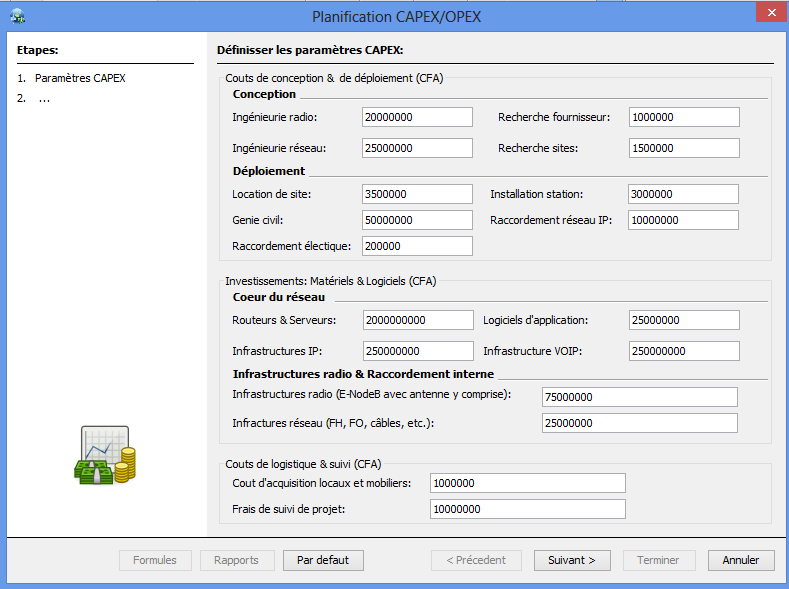 Planification CAPEX/OPEX
Etapes:
1. Paramètres CAPEX
2. ...
Définisser les paramètres CAPEX:
Couts de conception & de déploiement (CFA)
Conception
Ingénieurie radio: 20000000 Recherche fournisseur: 1000000
Ingénieurie réseau: 25000000 Recherche sites: 1500000
Déploiement
Location de site: 3500000 Installation station: 3000000
Genie civil: 50000000 Raccordement réseau IP: 10000000
Raccordement électique: 200000
Investissements: Matériels & Logiciels (CFA)
Coeur du réseau
Routeurs & Serveurs: 2000000000 Logiciels d'application: 25000000
Infrastructures IP: 250000000 Infrastructure VOIP: 250000000
Infrastructures radio & Raccordement interne
Infrastructures radio (E-NodeB avec antenne y comprise): 75000000
Infractures réseau (FH, FO, câbles, etc.): 25000000
Couts de logistique & suivi (CFA)
Cout d'acquisition locaux et mobiliers: 1000000
Frais de suivi de projet: 10000000
Formules Rapports Par defaut < Précedent Suivant > Terminer Annuler